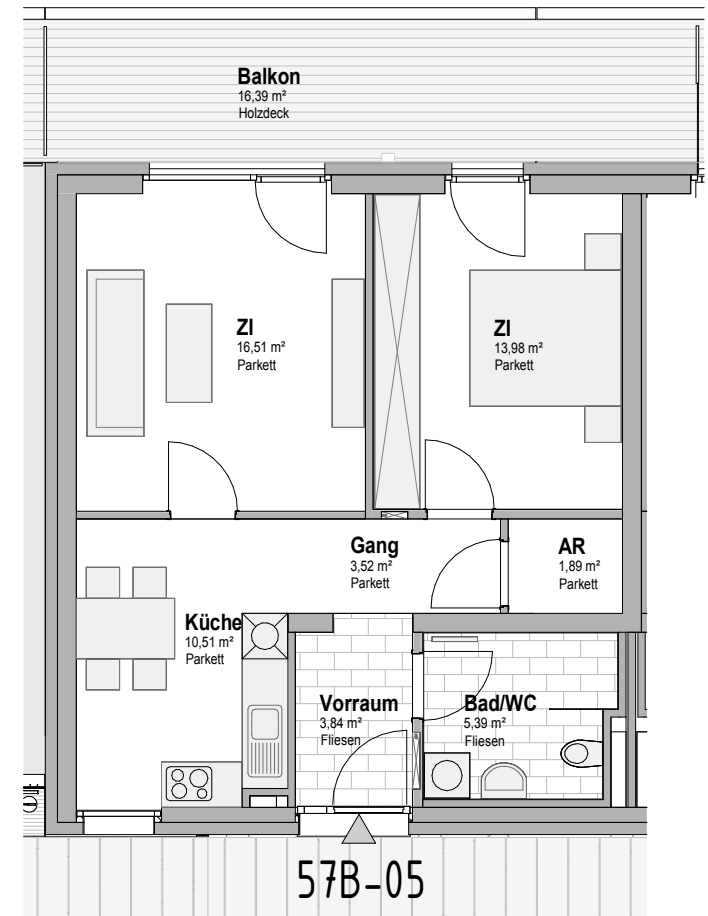 Balkon
16,39 m²
Holzdeck
ZI
16,51 m²
Parkett
ZI
13,98 m²
Parkett
Gang
3,52 m²
Parkett
AR
1,89 m²
Parkett
Küche
10,51 m²
Parkett
Vorraum
3,84 m²
Fliesen
Bad/WC
5,39 m²
Fliesen
57B-05